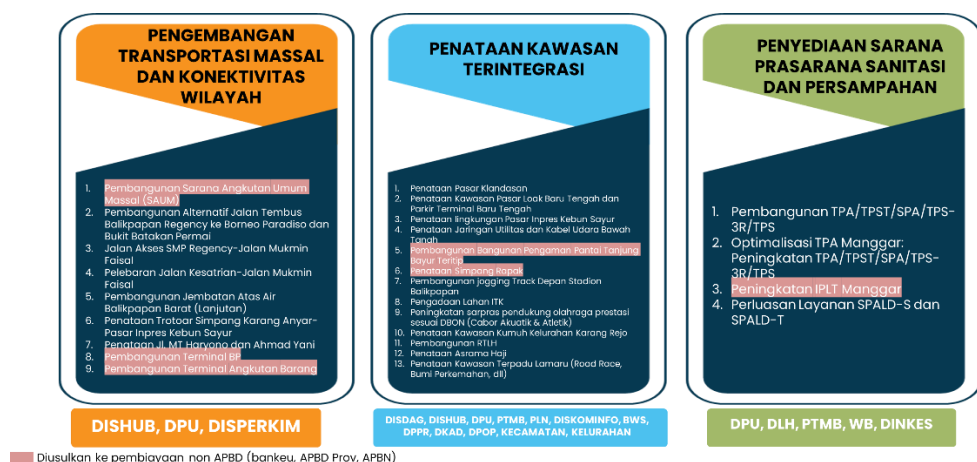 PENGEMBANGAN
TRANSPORTASI MASSAL
DAN KONEKTIVITAS
WILAYAH
1. Pembangunan Sarana Angkutan Umum
Massal (SAUM)
2. Pembangunan Alternatif Jalan Tembus
Balikpapan Regency ke Borneo Paradiso dan
Bukit Batakan Permai
3. Jalan Akses SMP Regency-Jalan Mukmin
Faisal
4. Pelebaran Jalan Kesatrian-Jalan Mukmin
Faisal
5. Pembangunan Jembatan Atas Air
Balikpapan Barat (Lanjutan)
6. Penataan Trotoar Simpang Karang Anyar-
Pasar Inpres Kebun Sayur
7. Penataan Jl. MT Haryono dan Ahmad Yani
8. Pembangunan Terminal BP
9. Pembangunan Terminal Angkutan Barang
DISHUB, DPU, DISPERKIM
PENATAAN KAWASAN
TERINTEGRASI
1. Penataan Pasar Klandasan
2. Penataan Kawasan Pasar Loak Baru Tengah dan
Parkir Terminal Baru Tengah
3. Penataan lingkungan Pasar Inpres Kebun Sayur
4. Penataan Jaringan Utilitas dan Kabel Udara Bawah
Tanah
5. Pembangunan Bangunan Pengaman Pantai Tanjung
Bayur Teritip
6. Penataan Simpang Rapak
7. Pembangunan Jogging Track Depan Stadion
Balikpapan
8. Pengadaan Lahan ITK
9. Peningkatan sarpras pendukung olahraga prestasi
sesuai DBON (Cabor Akuatik & Atletik)
10. Penataan Kawasan Kumuh Kelurahan Karang Rejo
11. Pembangunan RTLH
12. Penataan Asrama Haji
13. Penataan Kawasan Terpadu Lamaru (Road Race,
Bumi Perkemahan, dll)
DISDAG, DISHUB, DPU, PTMB, PLN, DISKOMINFO, BWS,
DPPR, DKAD, DPOP, KECAMATAN, KELURAHAN
PENYEDIAAN SARANA
PRASARANA SANITASI
DAN PERSAMPAHAN
1. Pembangunan TPA/TPST/SPA/TPS-
3R/TPS
2. Optimalisasi TPA Manggar:
Peningkatan TPA/TPST/SPA/TPS-
3R/TPS
3. Peningkatan IPLT Manggar
4. Perluasan Layanan SPALD-S dan
SPALD-T
DPU, DLH, PTMB, WB, DINKES
Diusulkan ke pembiayaan non APBD (bankeu, APBD Prov, APBN)